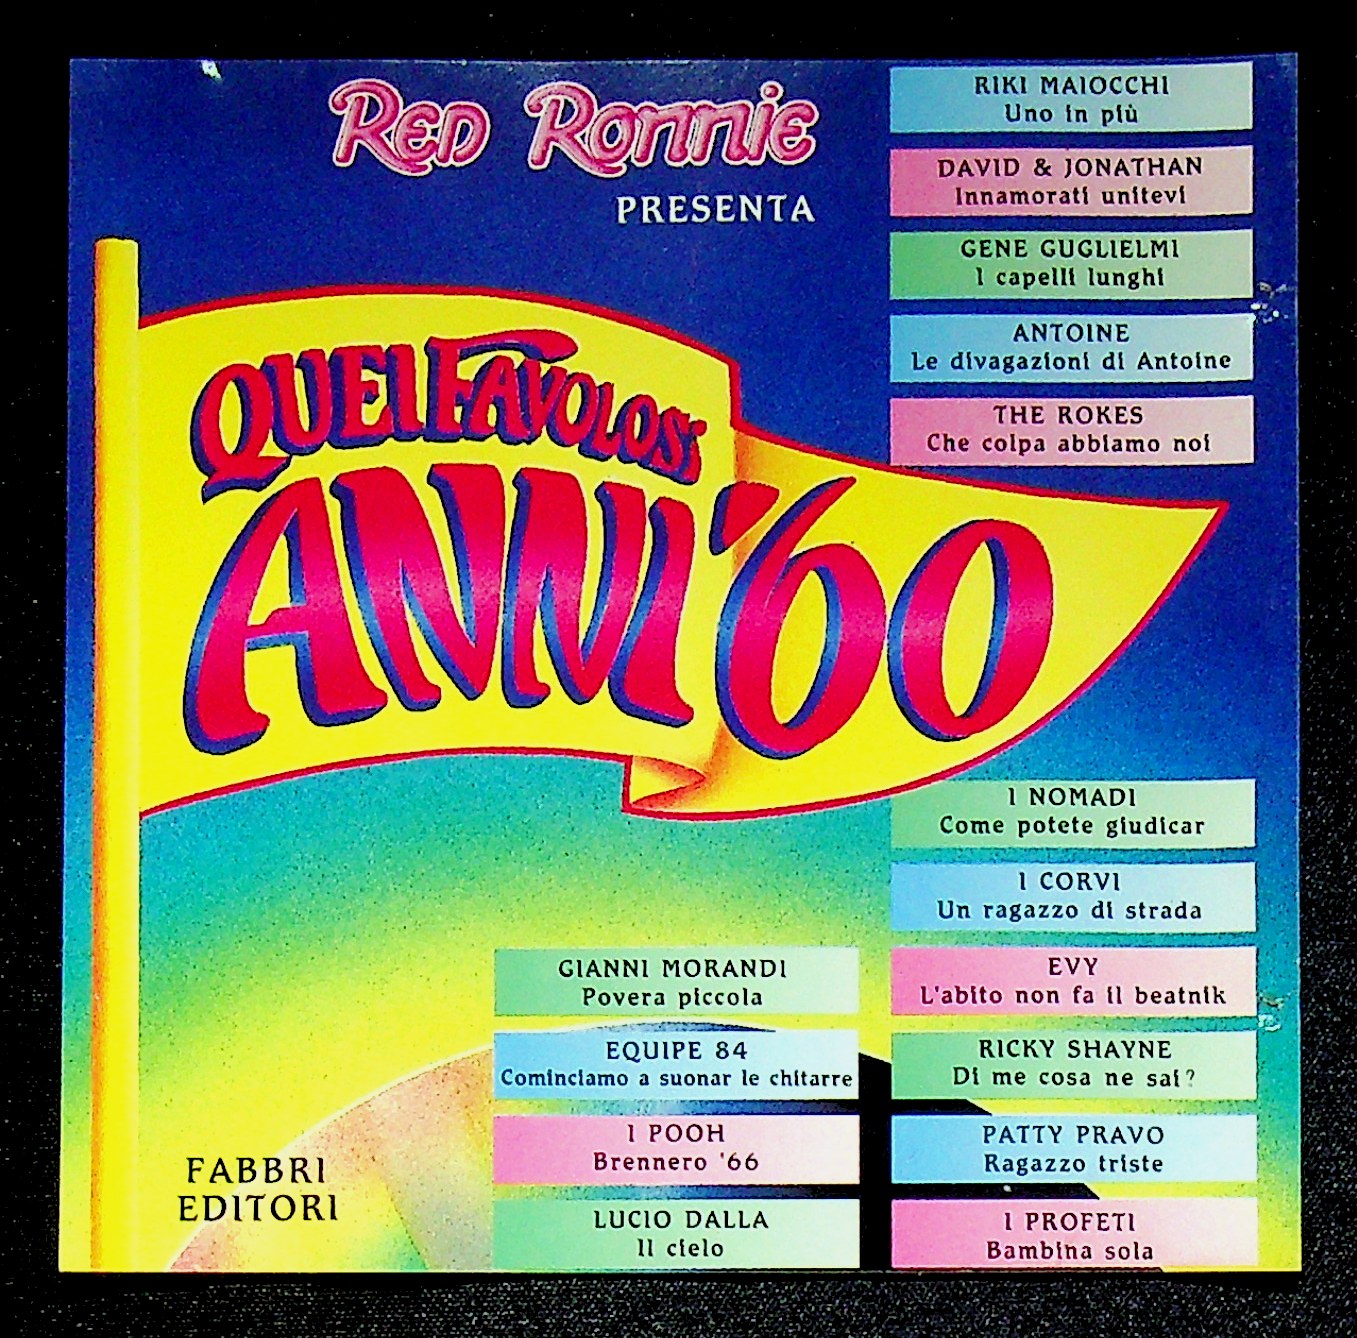 RED RONNIE
PRESENTA
QUEI FAVOLOSI
ANNI '60
RIKI MAIOCCHI
Uno in più
DAVID & JONATHAN
Innamorati unitevi
GENE GUGLIELMI
I capelli lunghi
ANTOINE
Le divagazioni di Antoine
THE ROKES
Che colpa abbiamo noi
I NOMADI
Come potete giudicar
I CORVI
Un ragazzo di strada
EVY
L'abito non fa il beatnik
RICKY SHAYNE
Di me cosa ne sai?
PATTY PRAVO
Ragazzo triste
I PROFETI
Bambina sola
GIANNI MORANDI
Povera piccola
EQUIPE 84
Cominciamo a suonar le chitarre
I POOH
Brennero '66
LUCIO DALLA
Il cielo
FABBRI
EDITORI